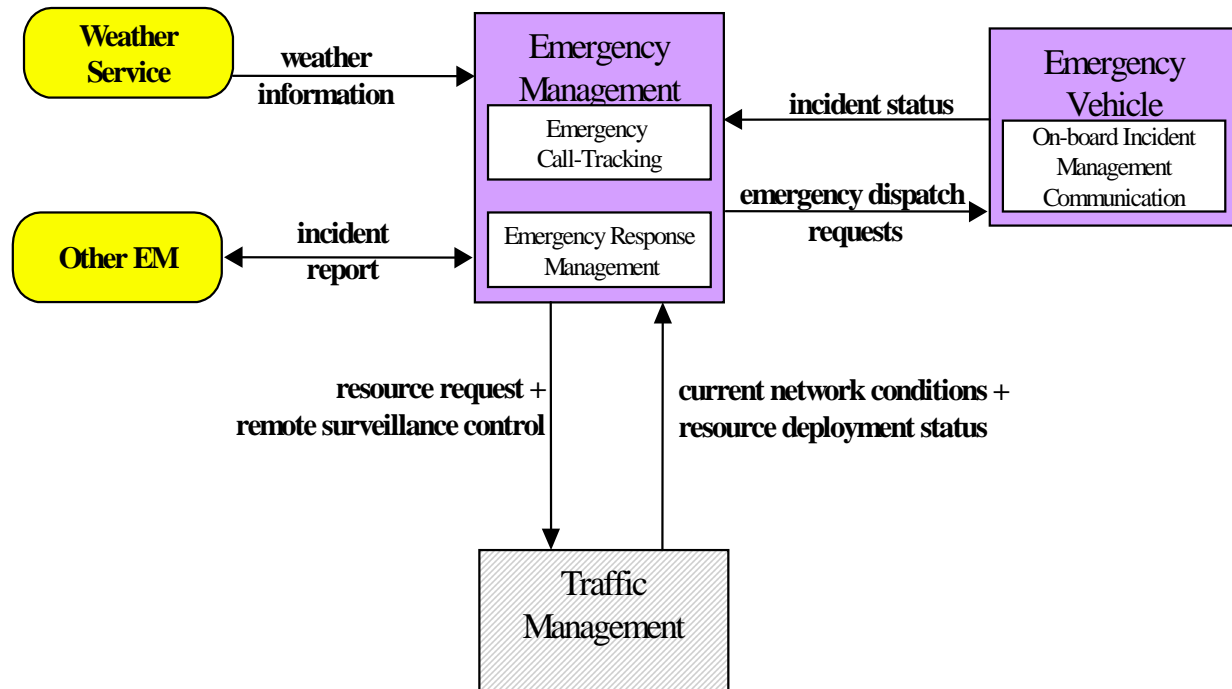 Weather
Service
weather
information
Emergency
Management
Emergency
Call-Tracking
Emergency Response
Management
incident status
emergency dispatch
requests
Emergency
Vehicle
On-board Incident
Management
Communication
Other EM
incident
report
resource request +
remote surveillance control
current network conditions +
resource deployment status
Traffic
Management